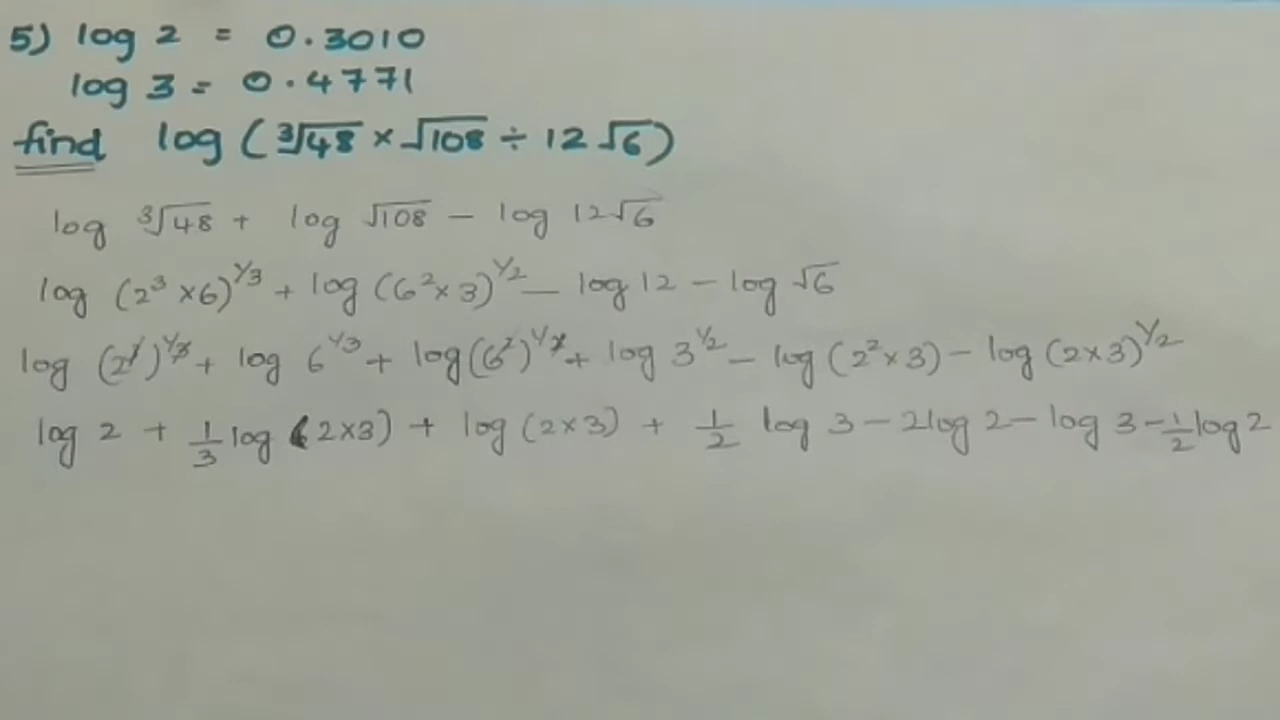 5) log 2 = 0.3010
log 3 = 0.4771
find log (∛48 × √108 ÷ 12 √6)
log ∛48 + log √108 − log 12√6
log (2³ × 6)^1/3 + log (6² × 3)^1/2 − log 12 − log √6
log (2³)^1/3 + log 6^1/3 + log (6²)^1/2 + log 3^1/2 − log (2² × 3) − log (2 × 3)^1/2
log 2 + 1/3 log (2 × 3) + log (2 × 3) + 1/2 log 3 − 2 log 2 − log 3 − 1/2 log 2